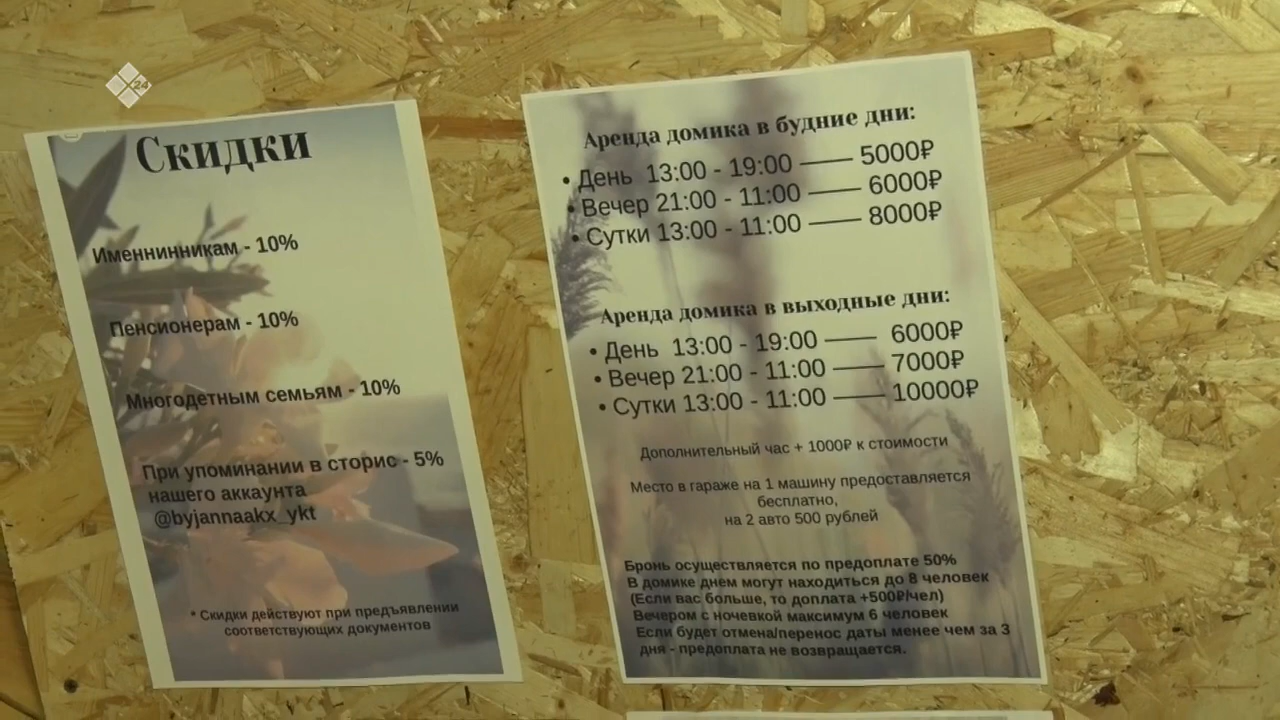 Х24
Скидки
Именнинникам - 10%
Пенсионерам - 10%
Многодетным семьям - 10%
При упоминании в сторис - 5%
нашего аккаунта
@byjannaakx_ykt
* Скидки действуют при предъявлении
соответствующих документов
Аренда домика в будние дни:
• День 13:00 - 19:00 —— 5000₽
• Вечер 21:00 - 11:00 —— 6000₽
• Сутки 13:00 - 11:00 —— 8000₽
Аренда домика в выходные дни:
• День 13:00 - 19:00 —— 6000₽
• Вечер 21:00 - 11:00 —— 7000₽
• Сутки 13:00 - 11:00 —— 10000₽
Дополнительный час + 1000₽ к стоимости
Место в гараже на 1 машину предоставляется
бесплатно,
на 2 авто 500 рублей
Бронь осуществляется по предоплате 50%
В домике днем могут находиться до 8 человек
(Если вас больше, то доплата +500₽/чел)
Вечером с ночевкой максимум 6 человек
Если будет отмена/перенос даты менее чем за 3
дня - предоплата не возвращается.